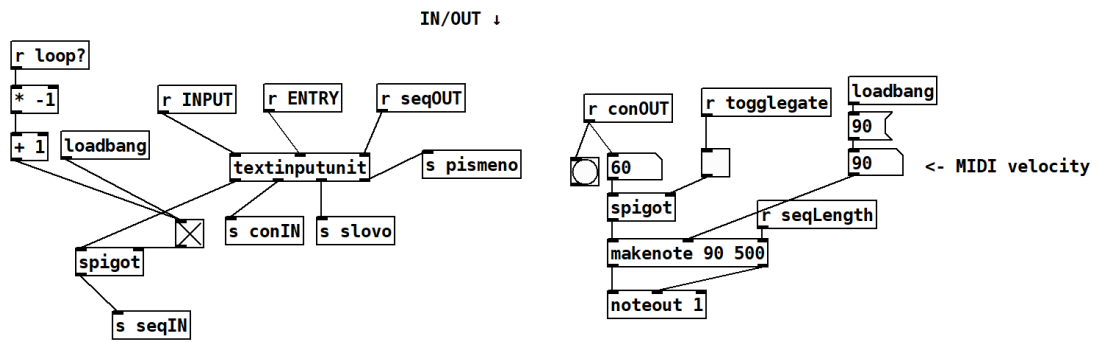 IN/OUT ↓
r loop?
* -1
+ 1
loadbang
r INPUT
r ENTRY
r seqOUT
textinputunit
s pismeno
s conIN
s slovo
spigot
s seqIN
r conOUT
60
r togglegate
spigot
loadbang
90
90
<- MIDI velocity
r seqLength
makenote 90 500
noteout 1